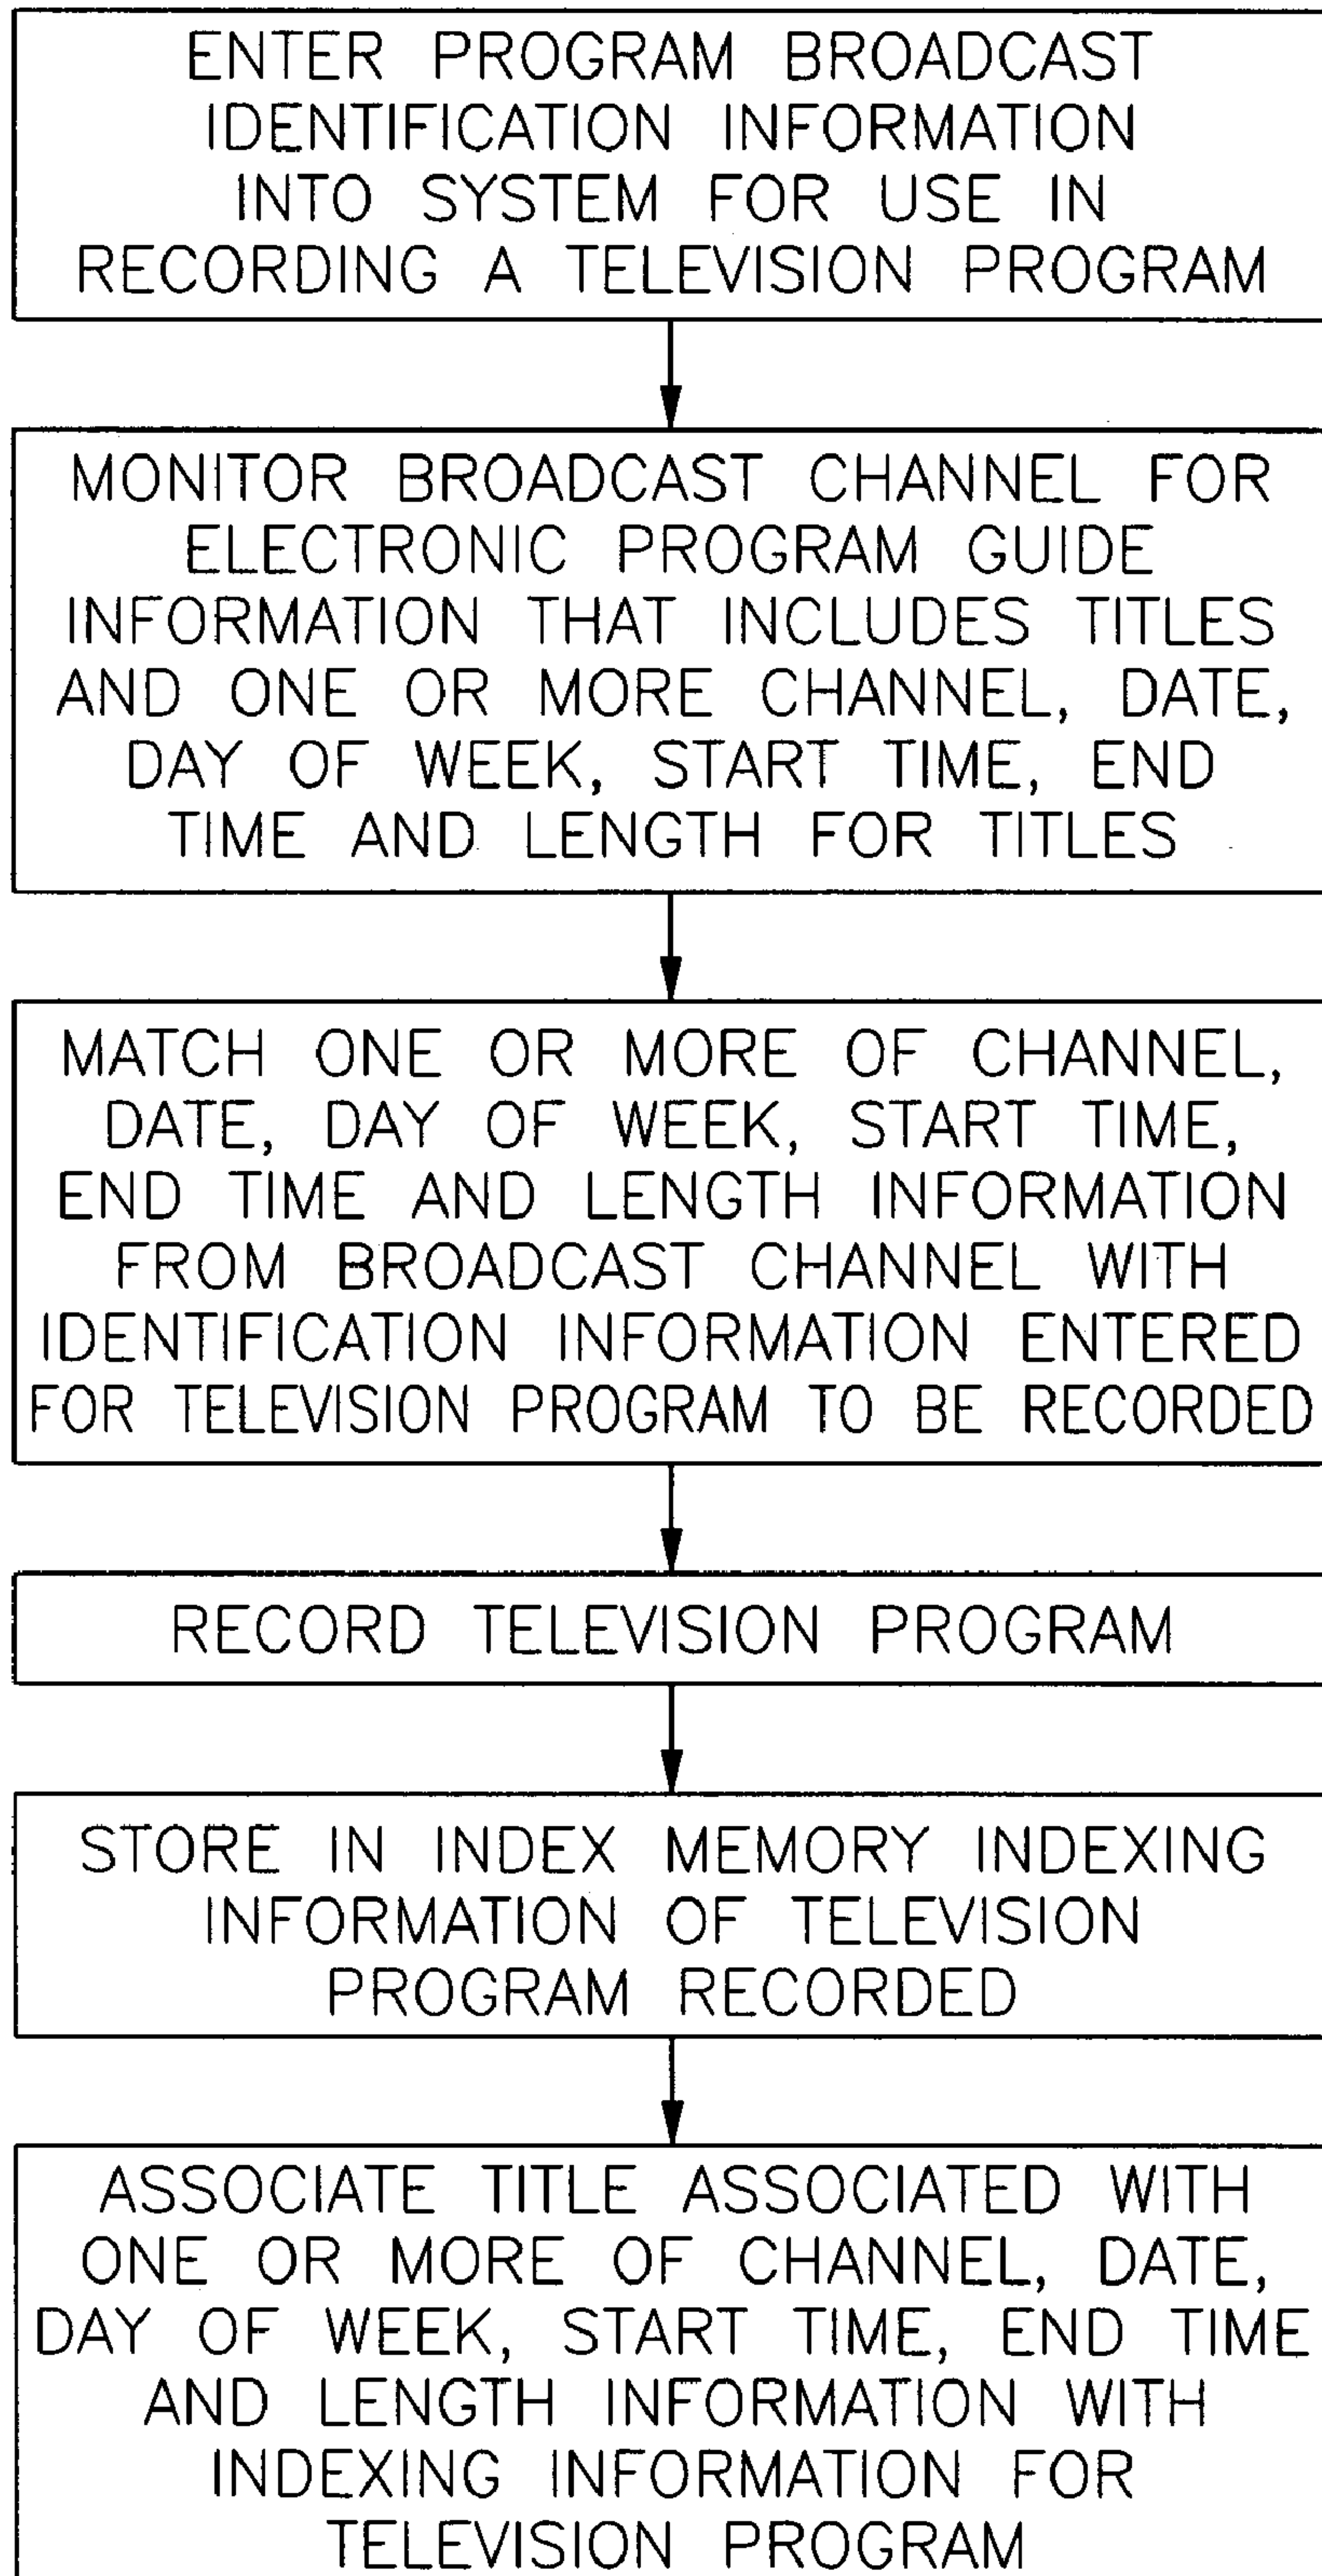 ENTER PROGRAM BROADCAST
IDENTIFICATION INFORMATION
INTO SYSTEM FOR USE IN
RECORDING A TELEVISION PROGRAM
MONITOR BROADCAST CHANNEL FOR
ELECTRONIC PROGRAM GUIDE
INFORMATION THAT INCLUDES TITLES
AND ONE OR MORE CHANNEL, DATE,
DAY OF WEEK, START TIME, END
TIME AND LENGTH FOR TITLES
MATCH ONE OR MORE OF CHANNEL,
DATE, DAY OF WEEK, START TIME,
END TIME AND LENGTH INFORMATION
FROM BROADCAST CHANNEL WITH
IDENTIFICATION INFORMATION ENTERED
FOR TELEVISION PROGRAM TO BE RECORDED
RECORD TELEVISION PROGRAM
STORE IN INDEX MEMORY INDEXING
INFORMATION OF TELEVISION
PROGRAM RECORDED
ASSOCIATE TITLE ASSOCIATED WITH
ONE OR MORE OF CHANNEL, DATE,
DAY OF WEEK, START TIME, END TIME
AND LENGTH INFORMATION WITH
INDEXING INFORMATION FOR
TELEVISION PROGRAM